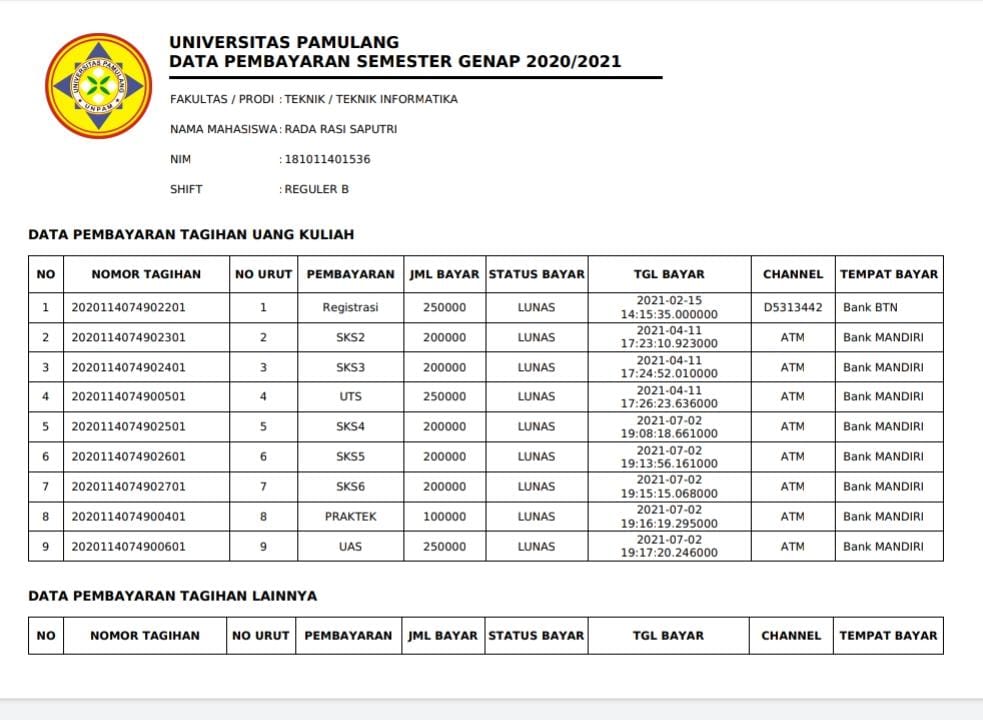 UNIVERSITAS PAMULANG
UNPAM
UNIVERSITAS PAMULANG
DATA PEMBAYARAN SEMESTER GENAP 2020/2021
FAKULTAS / PRODI : TEKNIK / TEKNIK INFORMATIKA
NAMA MAHASISWA : RADA RASI SAPUTRI
NIM : 181011401536
SHIFT : REGULER B
DATA PEMBAYARAN TAGIHAN UANG KULIAH
NO NOMOR TAGIHAN NO URUT PEMBAYARAN JML BAYAR STATUS BAYAR TGL BAYAR CHANNEL TEMPAT BAYAR
1 2020114074902201 1 Registrasi 250000 LUNAS 2021-02-15 14:15:35.000000 D5313442 Bank BTN
2 2020114074902301 2 SKS2 200000 LUNAS 2021-04-11 17:23:10.923000 ATM Bank MANDIRI
3 2020114074902401 3 SKS3 200000 LUNAS 2021-04-11 17:24:52.010000 ATM Bank MANDIRI
4 2020114074900501 4 UTS 250000 LUNAS 2021-04-11 17:26:23.636000 ATM Bank MANDIRI
5 2020114074902501 5 SKS4 200000 LUNAS 2021-07-02 19:08:18.661000 ATM Bank MANDIRI
6 2020114074902601 6 SKS5 200000 LUNAS 2021-07-02 19:13:56.161000 ATM Bank MANDIRI
7 2020114074902701 7 SKS6 200000 LUNAS 2021-07-02 19:15:15.068000 ATM Bank MANDIRI
8 2020114074900401 8 PRAKTEK 100000 LUNAS 2021-07-02 19:16:19.295000 ATM Bank MANDIRI
9 2020114074900601 9 UAS 250000 LUNAS 2021-07-02 19:17:20.246000 ATM Bank MANDIRI
DATA PEMBAYARAN TAGIHAN LAINNYA
NO NOMOR TAGIHAN NO URUT PEMBAYARAN JML BAYAR STATUS BAYAR TGL BAYAR CHANNEL TEMPAT BAYAR